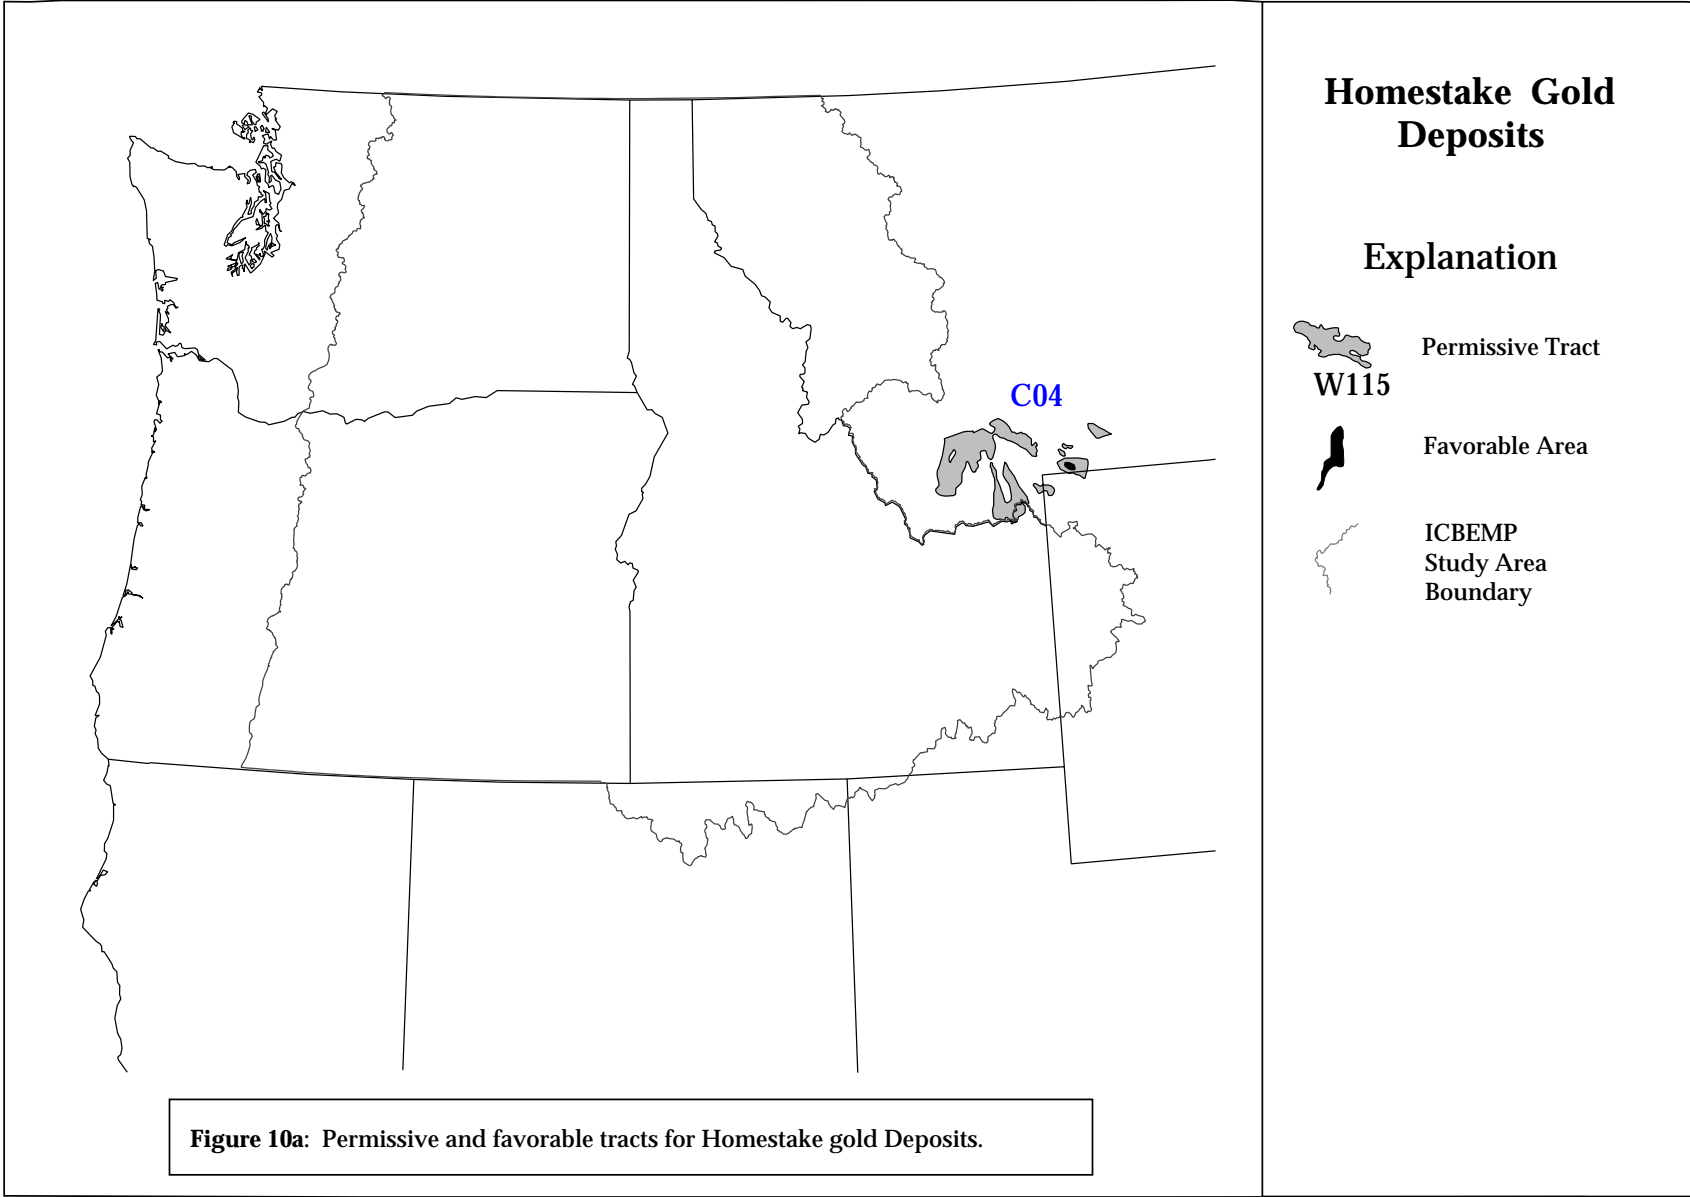 Homestake Gold
Deposits
Explanation
Permissive Tract
W115
Favorable Area
ICBEMP
Study Area
Boundary
C04
Figure 10a: Permissive and favorable tracts for Homestake gold Deposits.